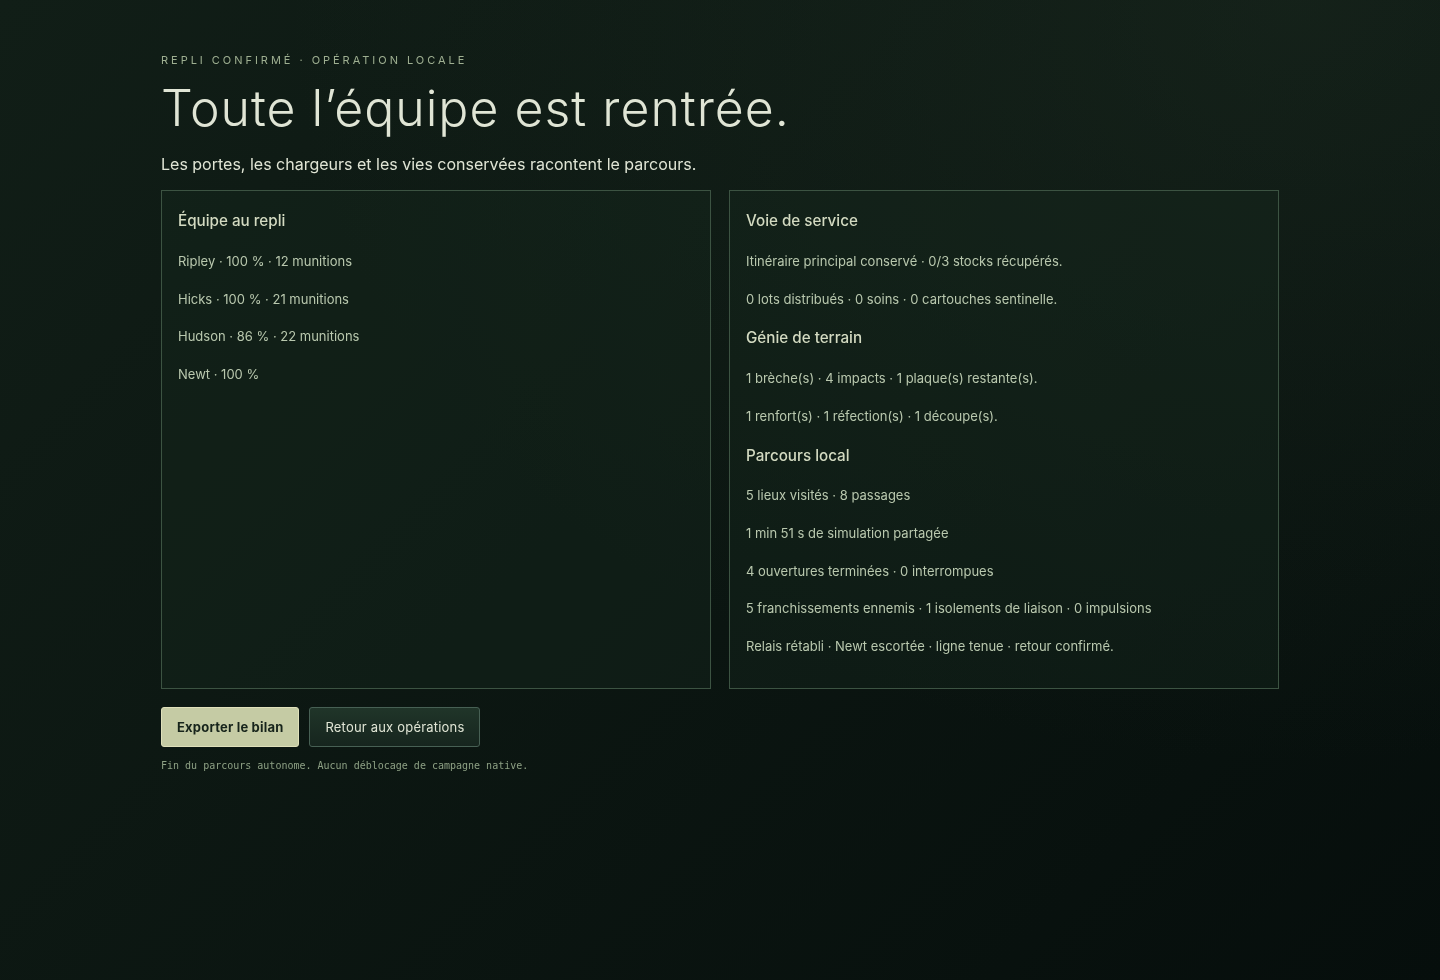 REPLI CONFIRMÉ · OPÉRATION LOCALE
Toute l’équipe est rentrée.
Les portes, les chargeurs et les vies conservées racontent le parcours.
Équipe au repli
Ripley · 100 % · 12 munitions
Hicks · 100 % · 21 munitions
Hudson · 86 % · 22 munitions
Newt · 100 %
Voie de service
Itinéraire principal conservé · 0/3 stocks récupérés.
0 lots distribués · 0 soins · 0 cartouches sentinelle.
Génie de terrain
1 brèche(s) · 4 impacts · 1 plaque(s) restante(s).
1 renfort(s) · 1 réfection(s) · 1 découpe(s).
Parcours local
5 lieux visités · 8 passages
1 min 51 s de simulation partagée
4 ouvertures terminées · 0 interrompues
5 franchissements ennemis · 1 isolements de liaison · 0 impulsions
Relais rétabli · Newt escortée · ligne tenue · retour confirmé.
Exporter le bilan
Retour aux opérations
Fin du parcours autonome. Aucun déblocage de campagne native.